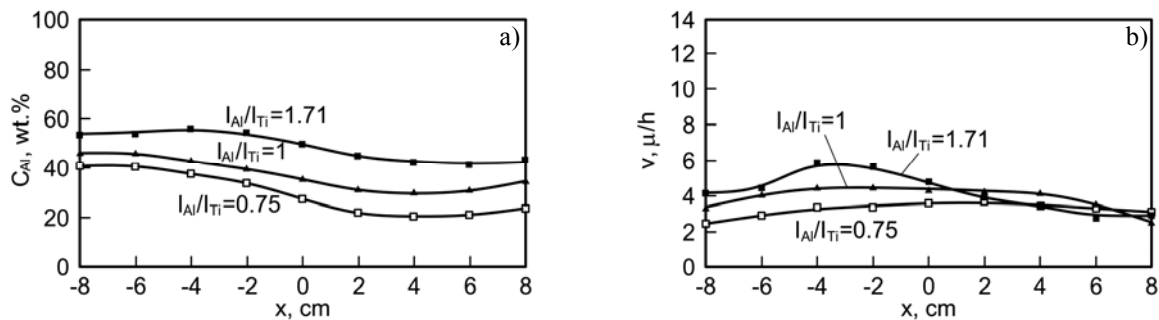 a)
C_Al, wt.%
100
80
60
40
20
0
I_Al/I_Ti=1.71
I_Al/I_Ti=1
I_Al/I_Ti=0.75
-8 -6 -4 -2 0 2 4 6 8
x, cm
b)
v, μ/h
14
12
10
8
6
4
2
0
I_Al/I_Ti=1
I_Al/I_Ti=1.71
I_Al/I_Ti=0.75
-8 -6 -4 -2 0 2 4 6 8
x, cm